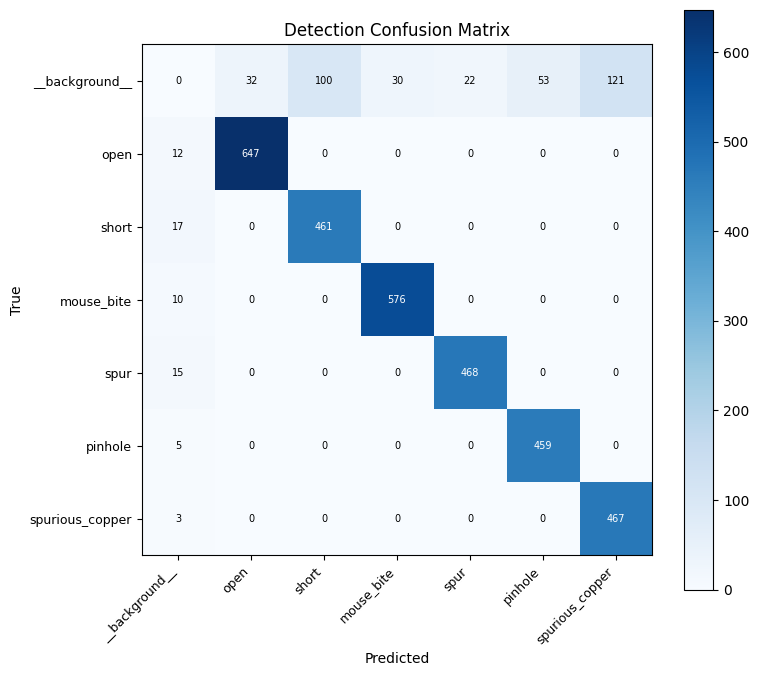 Detection Confusion Matrix
__background__ 0 32 100 30 22 53 121
open 12 647 0 0 0 0 0
short 17 0 461 0 0 0 0
mouse_bite 10 0 0 576 0 0 0
spur 15 0 0 0 468 0 0
pinhole 5 0 0 0 0 459 0
spurious_copper 3 0 0 0 0 0 467
__background__ open short mouse_bite spur pinhole spurious_copper
Predicted
True
600
500
400
300
200
100
0